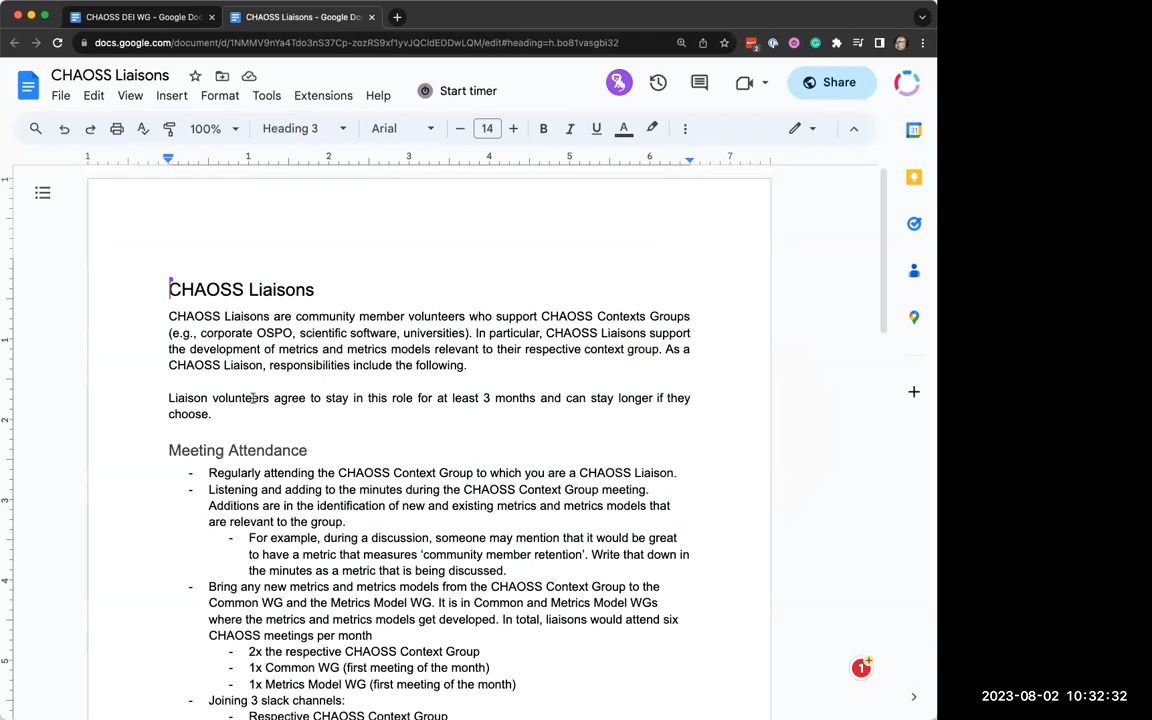 CHAOSS DEI WG - Google Doc
CHAOSS Liaisons - Google Do
docs.google.com/document/d/1NMMV9nYa4Tdo3nS37Cp-zozRS9xf1yvJQCldEDDwLQM/edit#heading=h.bo81vasgbi32
CHAOSS Liaisons
File Edit View Insert Format Tools Extensions Help
Start timer
Share
100% Heading 3 Arial 14 B I U A
1 1 2 3 4 5 6 7
CHAOSS Liaisons
CHAOSS Liaisons are community member volunteers who support CHAOSS Contexts Groups
(e.g., corporate OSPO, scientific software, universities). In particular, CHAOSS Liaisons support
the development of metrics and metrics models relevant to their respective context group. As a
CHAOSS Liaison, responsibilities include the following.
Liaison volunteers agree to stay in this role for at least 3 months and can stay longer if they
choose.
Meeting Attendance
- Regularly attending the CHAOSS Context Group to which you are a CHAOSS Liaison.
- Listening and adding to the minutes during the CHAOSS Context Group meeting.
Additions are in the identification of new and existing metrics and metrics models that
are relevant to the group.
- For example, during a discussion, someone may mention that it would be great
to have a metric that measures ‘community member retention’. Write that down in
the minutes as a metric that is being discussed.
- Bring any new metrics and metrics models from the CHAOSS Context Group to the
Common WG and the Metrics Model WG. It is in Common and Metrics Model WGs
where the metrics and metrics models get developed. In total, liaisons would attend six
CHAOSS meetings per month
- 2x the respective CHAOSS Context Group
- 1x Common WG (first meeting of the month)
- 1x Metrics Model WG (first meeting of the month)
- Joining 3 slack channels:
- Respective CHAOSS Context Group
1
2023-08-02 10:32:32